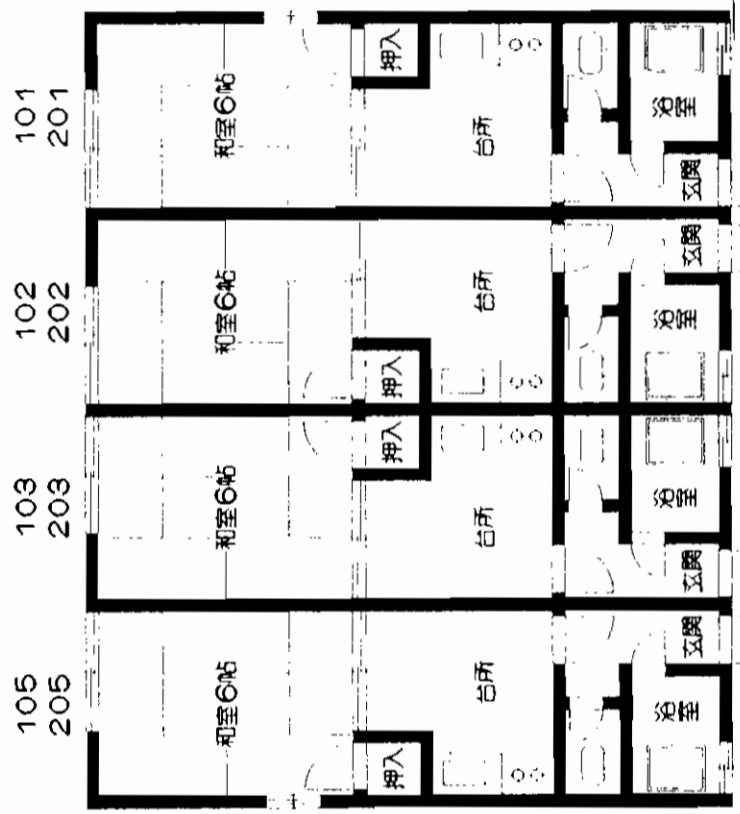 101
201
和室6帖
押入
台所
浴室
玄関
102
202
和室6帖
押入
台所
浴室
玄関
103
203
和室6帖
押入
台所
浴室
玄関
105
205
和室6帖
押入
台所
浴室
玄関